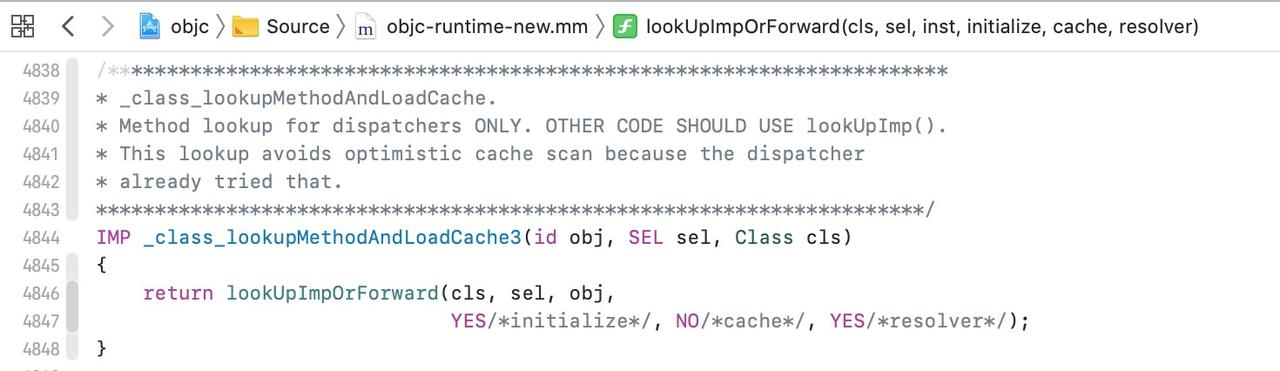 objc Source objc-runtime-new.mm lookUpImpOrForward(cls, sel, inst, initialize, cache, resolver)
4838 /***********************************************************************
4839 * _class_lookupMethodAndLoadCache.
4840 * Method lookup for dispatchers ONLY. OTHER CODE SHOULD USE lookUpImp().
4841 * This lookup avoids optimistic cache scan because the dispatcher
4842 * already tried that.
4843 **********************************************************************/
4844 IMP _class_lookupMethodAndLoadCache3(id obj, SEL sel, Class cls)
4845 {
4846     return lookUpImpOrForward(cls, sel, obj,
4847                               YES/*initialize*/, NO/*cache*/, YES/*resolver*/);
4848 }